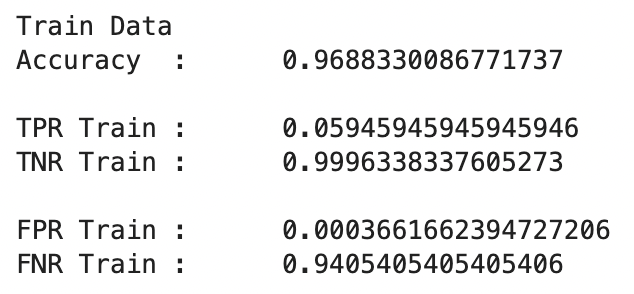 Train Data
Accuracy  :      0.9688330086771737
TPR Train :      0.05945945945945946
TNR Train :      0.9996338337605273
FPR Train :      0.0003661662394727206
FNR Train :      0.9405405405405406